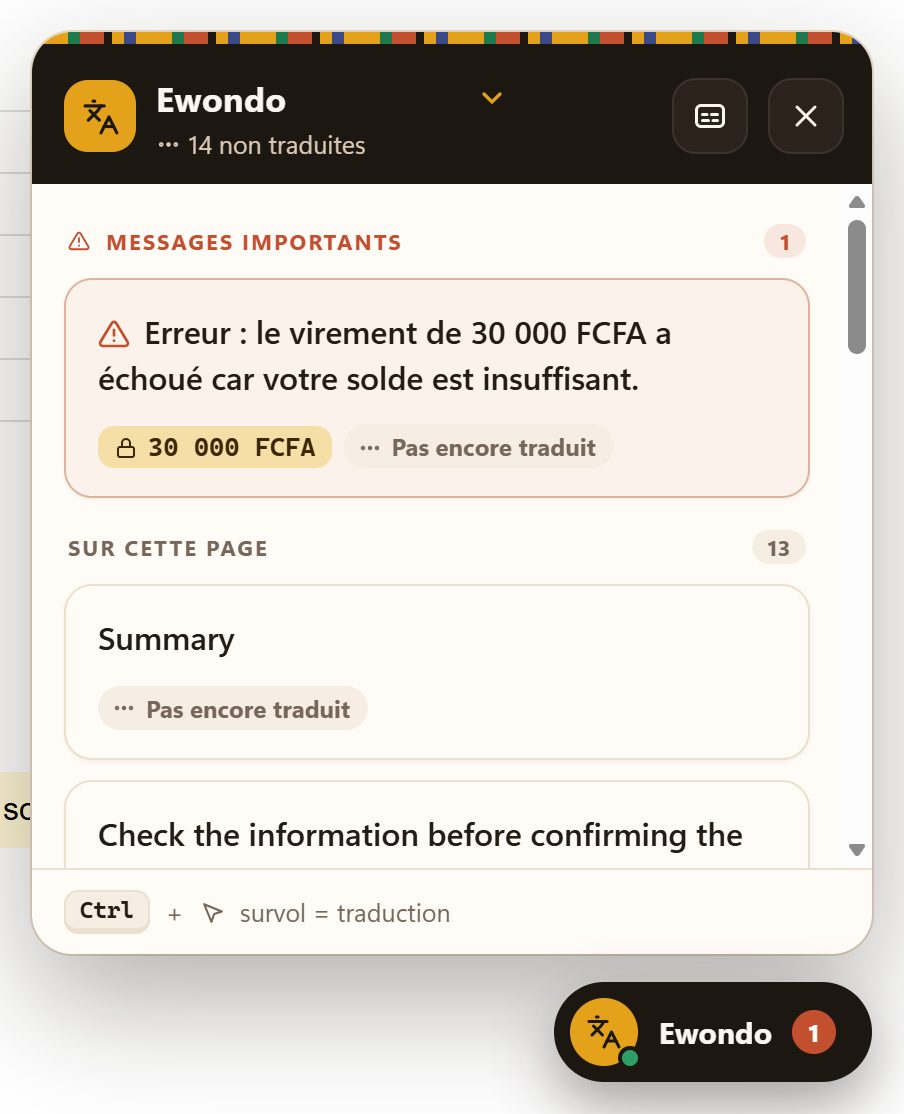 Ewondo
··· 14 non traduites
MESSAGES IMPORTANTS 1
Erreur : le virement de 30 000 FCFA a
échoué car votre solde est insuffisant.
30 000 FCFA ··· Pas encore traduit
SUR CETTE PAGE 13
Summary
··· Pas encore traduit
Check the information before confirming the
so
Ctrl + survol = traduction
Ewondo 1